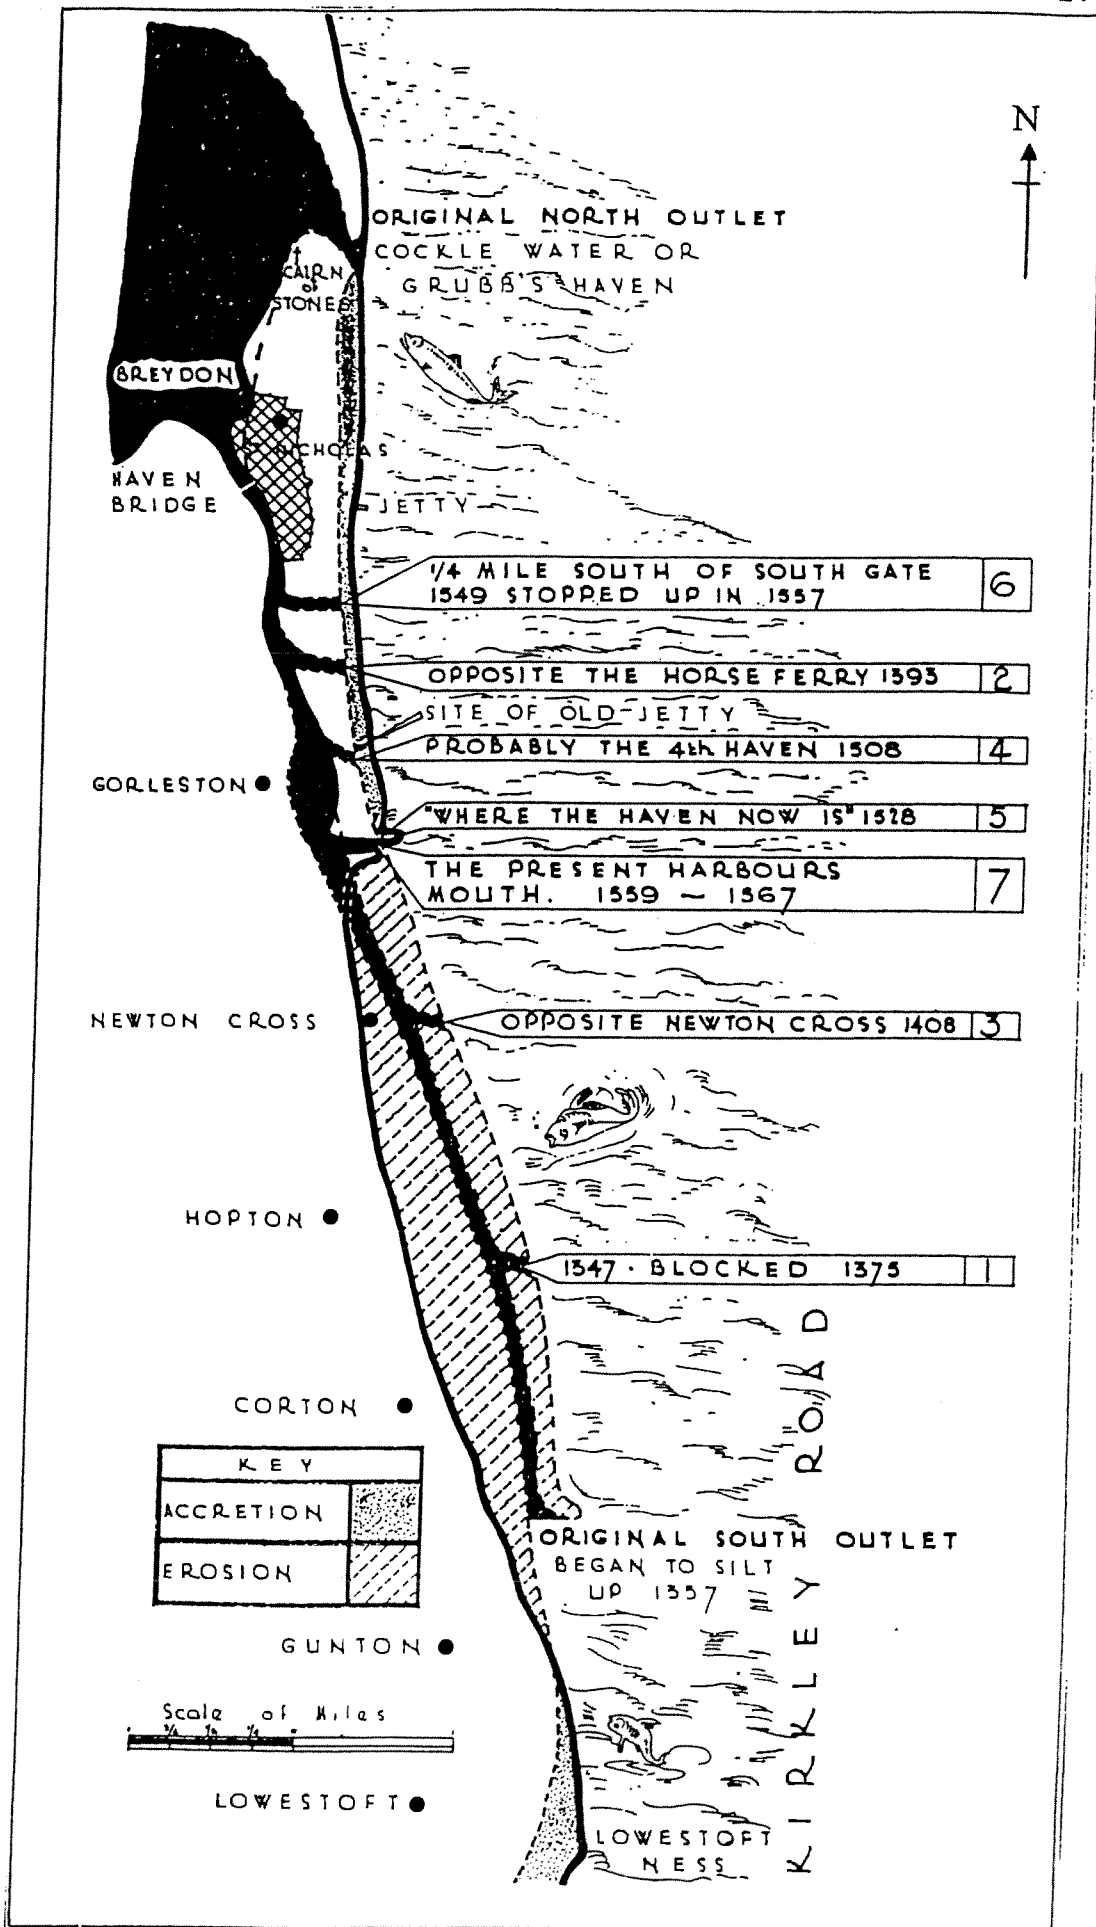 N
ORIGINAL NORTH OUTLET
COCKLE WATER OR
GRUBB'S HAVEN
CAIRN
of
STONES
BREYDON
ST NICHOLAS
HAVEN
BRIDGE
JETTY
1/4 MILE SOUTH OF SOUTH GATE
1549 STOPPED UP IN 1557
6
OPPOSITE THE HORSE FERRY 1393
2
SITE OF OLD JETTY
PROBABLY THE 4th HAVEN 1508
4
GORLESTON
"WHERE THE HAVEN NOW IS" 1528
5
THE PRESENT HARBOURS
MOUTH. 1559 ~ 1567
7
NEWTON CROSS
OPPOSITE NEWTON CROSS 1408
3
HOPTON
1347 · BLOCKED 1375
1
KIRKLEY ROAD
CORTON
KEY
ACCRETION
EROSION
ORIGINAL SOUTH OUTLET
BEGAN TO SILT
UP 1357
GUNTON
Scale of Miles
LOWESTOFT
LOWESTOFT
NESS